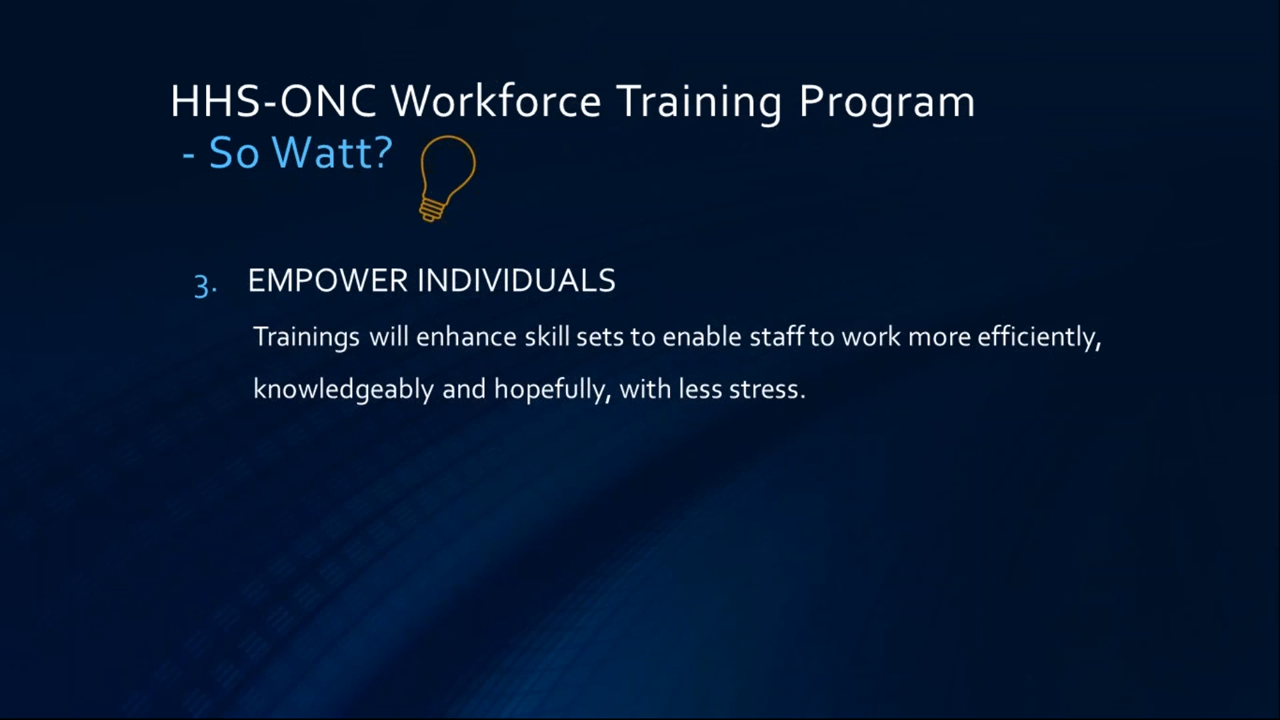 HHS-ONC Workforce Training Program
- So Watt?
3. EMPOWER INDIVIDUALS
Trainings will enhance skill sets to enable staff to work more efficiently,
knowledgeably and hopefully, with less stress.